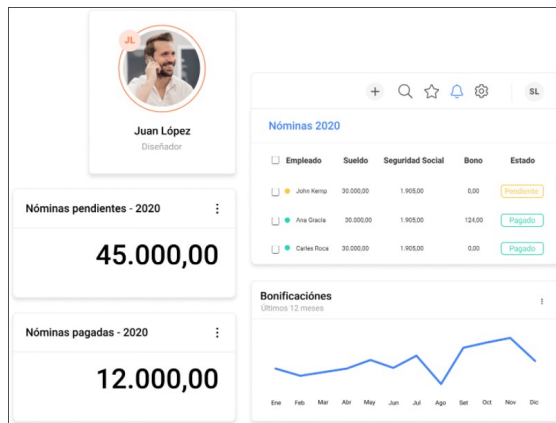 JL
Juan López
Diseñador
Nóminas pendientes - 2020
45.000,00
Nóminas pagadas - 2020
12.000,00
SL
Nóminas 2020
Empleado Sueldo Seguridad Social Bono Estado
John Kemp 30.000,00 1.905,00 0,00 Pendiente
Ana Gracia 30.000,00 1.905,00 124,00 Pagado
Carles Roca 30.000,00 1.905,00 0,00 Pagado
Bonificaciónes
Últimos 12 meses
Ene Feb Mar Abr May Jun Jul Ago Set Oct Nov Dic